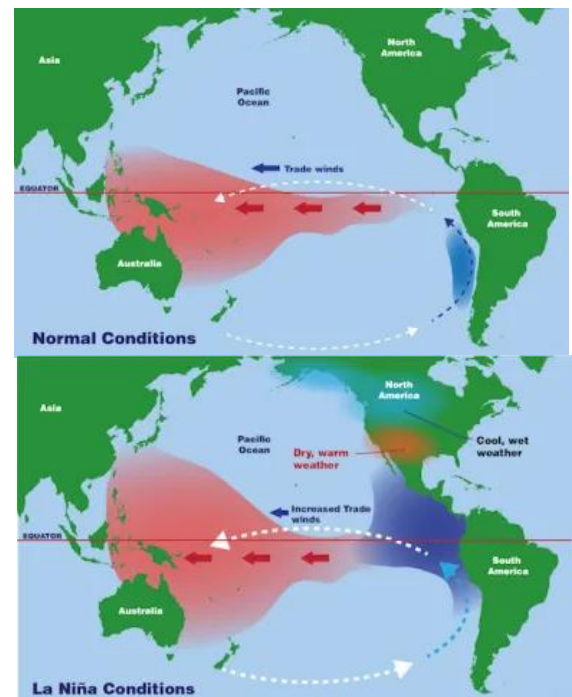 North
America
Asia
Pacific
Ocean
Trade winds
EQUATOR
South
America
Australia
Normal Conditions
North
America
Asia
Pacific
Ocean
Dry, warm
weather
Cool, wet
weather
Increased Trade
winds
EQUATOR
South
America
Australia
La Niña Conditions